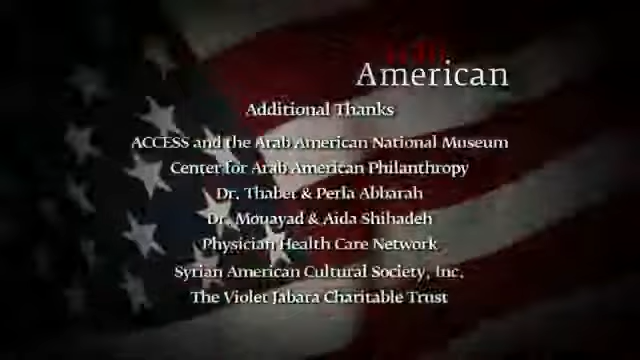 American
Additional Thanks
ACCESS and the Arab American National Museum
Center for Arab American Philanthropy
Dr. Thabet & Perla Abbarah
Dr. Mouayad & Aida Shihadeh
Physician Health Care Network
Syrian American Cultural Society, Inc.
The Violet Jabara Charitable Trust